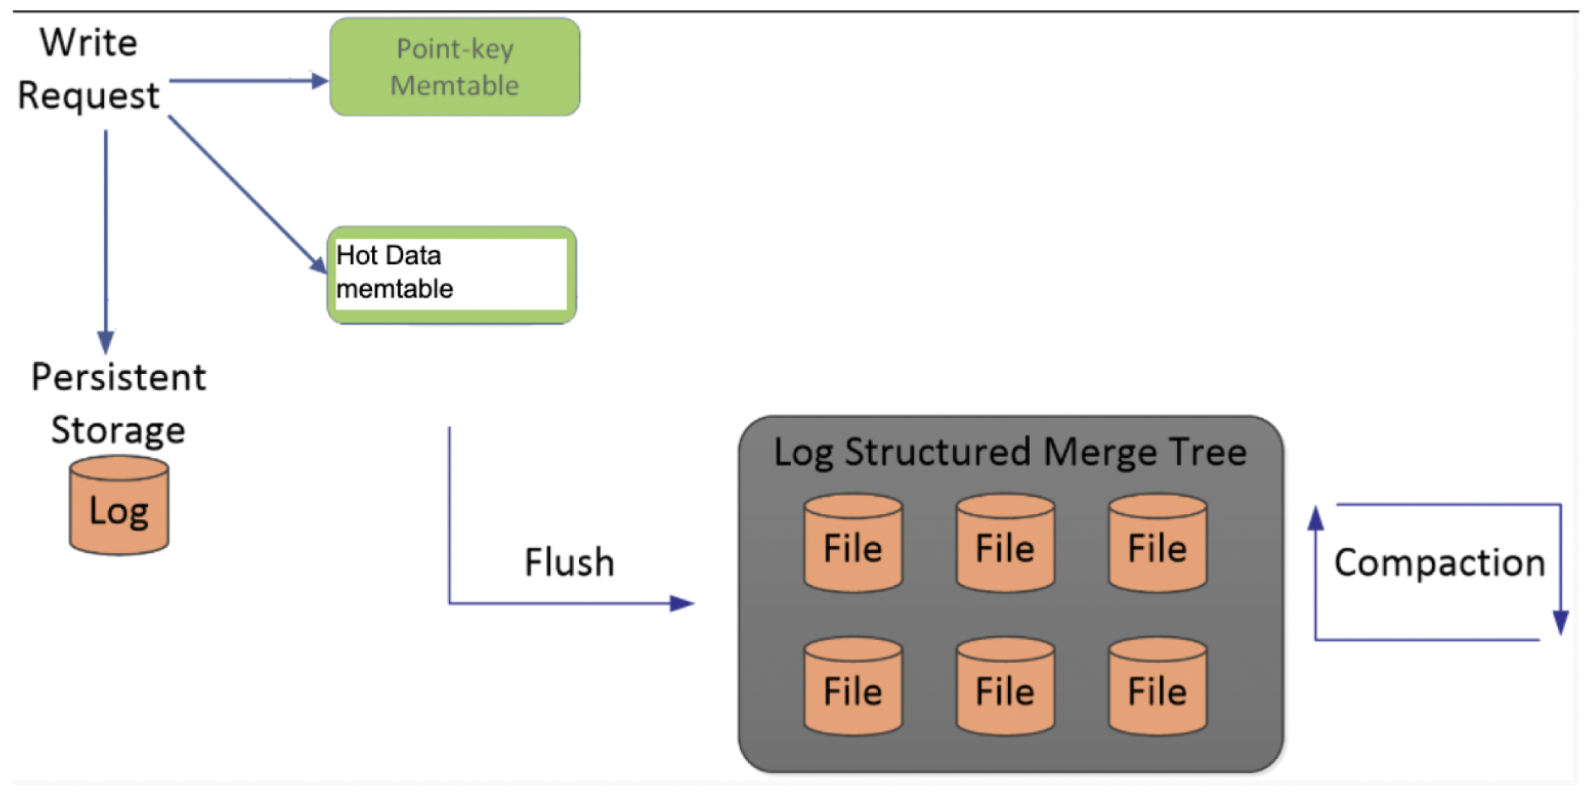 Write
Request
Point-key
Memtable
Hot Data
memtable
Persistent
Storage
Log
Flush
Log Structured Merge Tree
File File File
File File File
Compaction